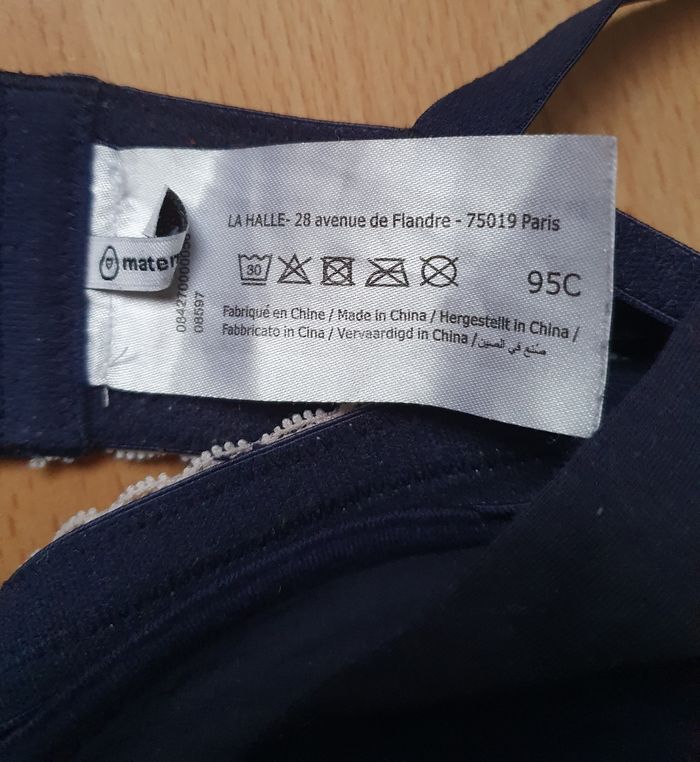 LA HALLE- 28 avenue de Flandre - 75019 Paris
30
95C
Fabriqué en Chine / Made in China / Hergestellt in China /
Fabbricato in Cina / Vervaardigd in China / صنع في الصين
08597